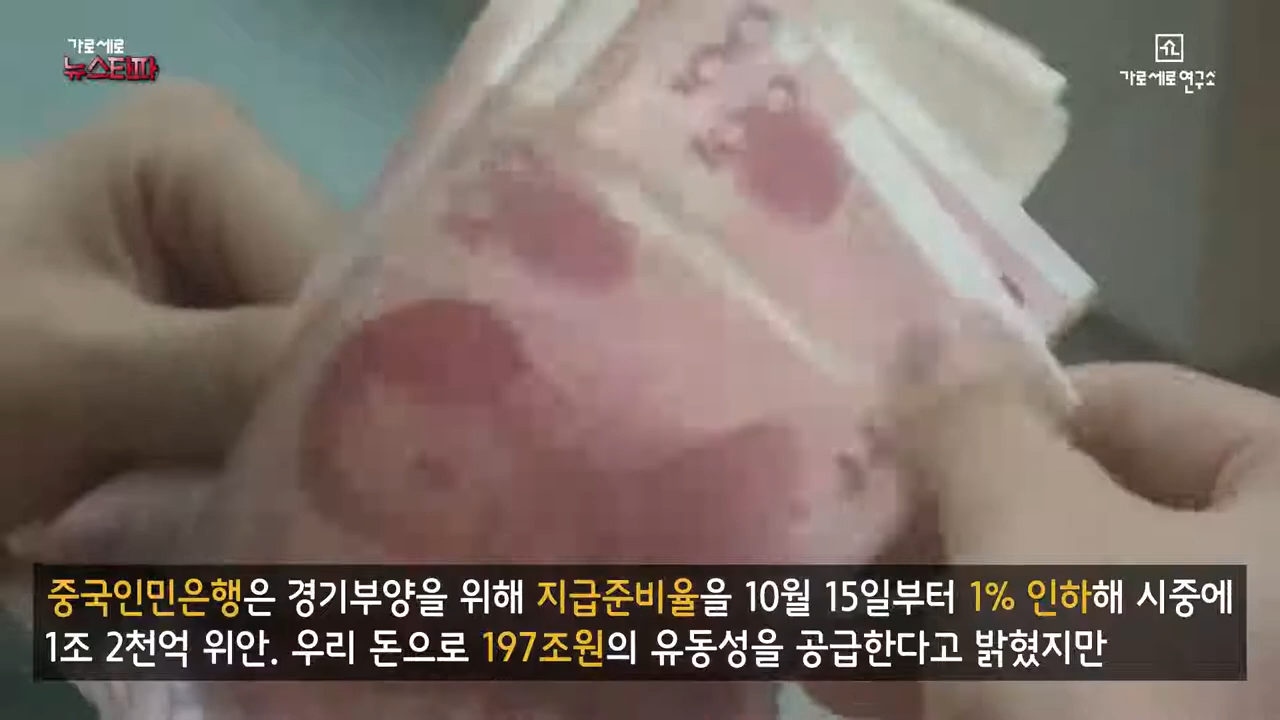 가로세로
뉴스타파
가로세로연구소
중국인민은행은 경기부양을 위해 지급준비율을 10월 15일부터 1% 인하해 시중에
1조 2천억 위안. 우리 돈으로 197조원의 유동성을 공급한다고 밝혔지만